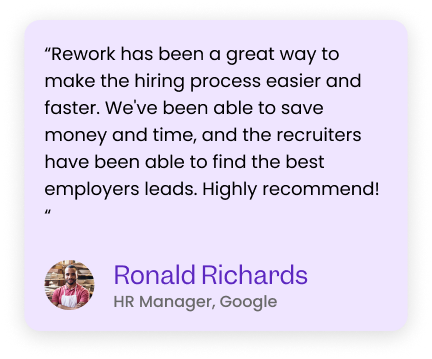 “Rework has been a great way to
make the hiring process easier and
faster. We've been able to save
money and time, and the recruiters
have been able to find the best
employers leads. Highly recommend!
“
Ronald Richards
HR Manager, Google